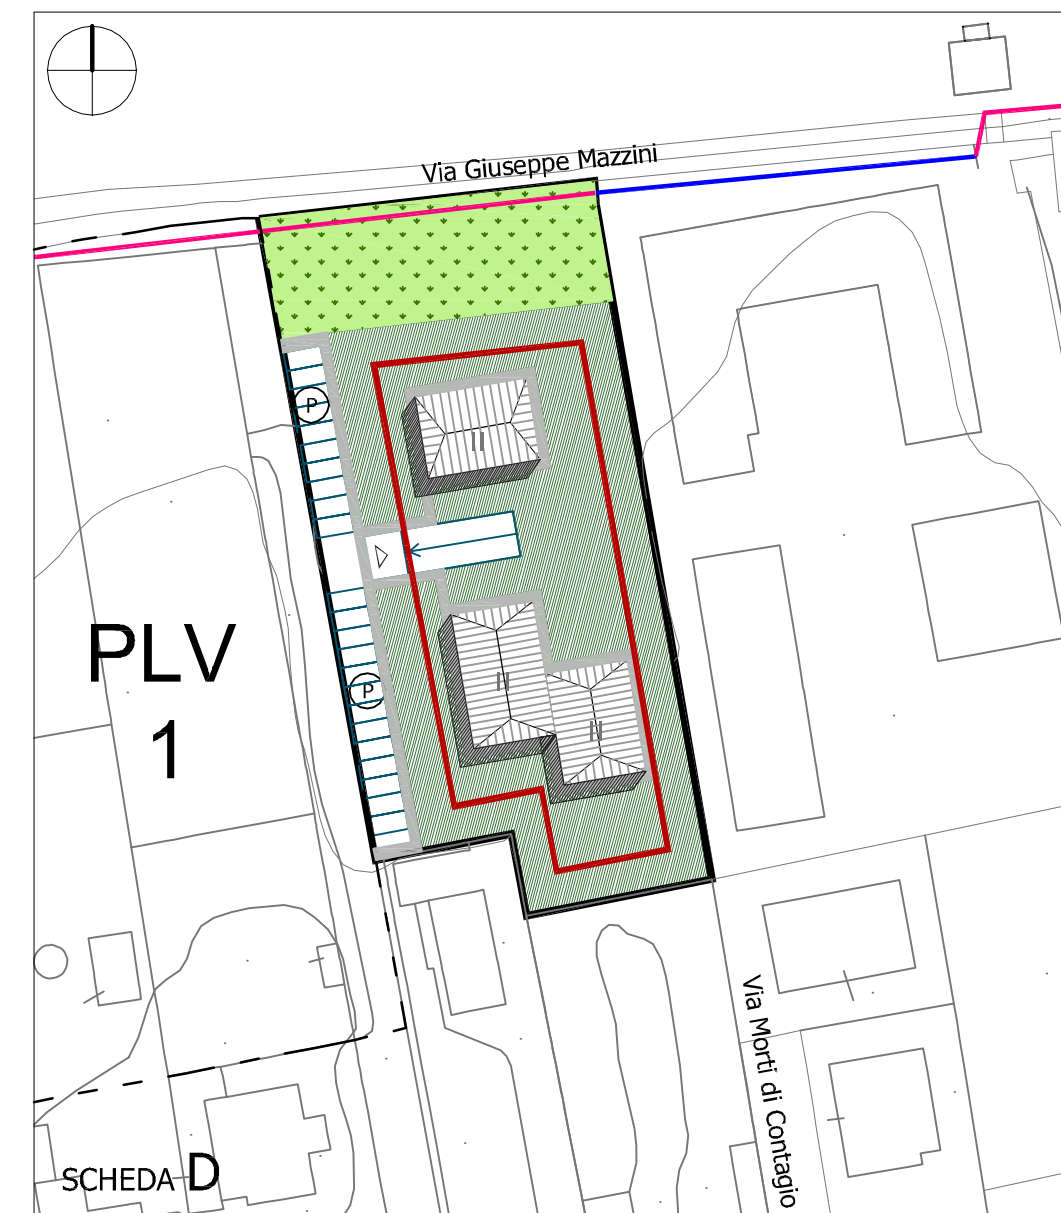 Via Giuseppe Mazzini
P
II
PLV
1
II
P
II
Via Morti di Contagio
SCHEDA D